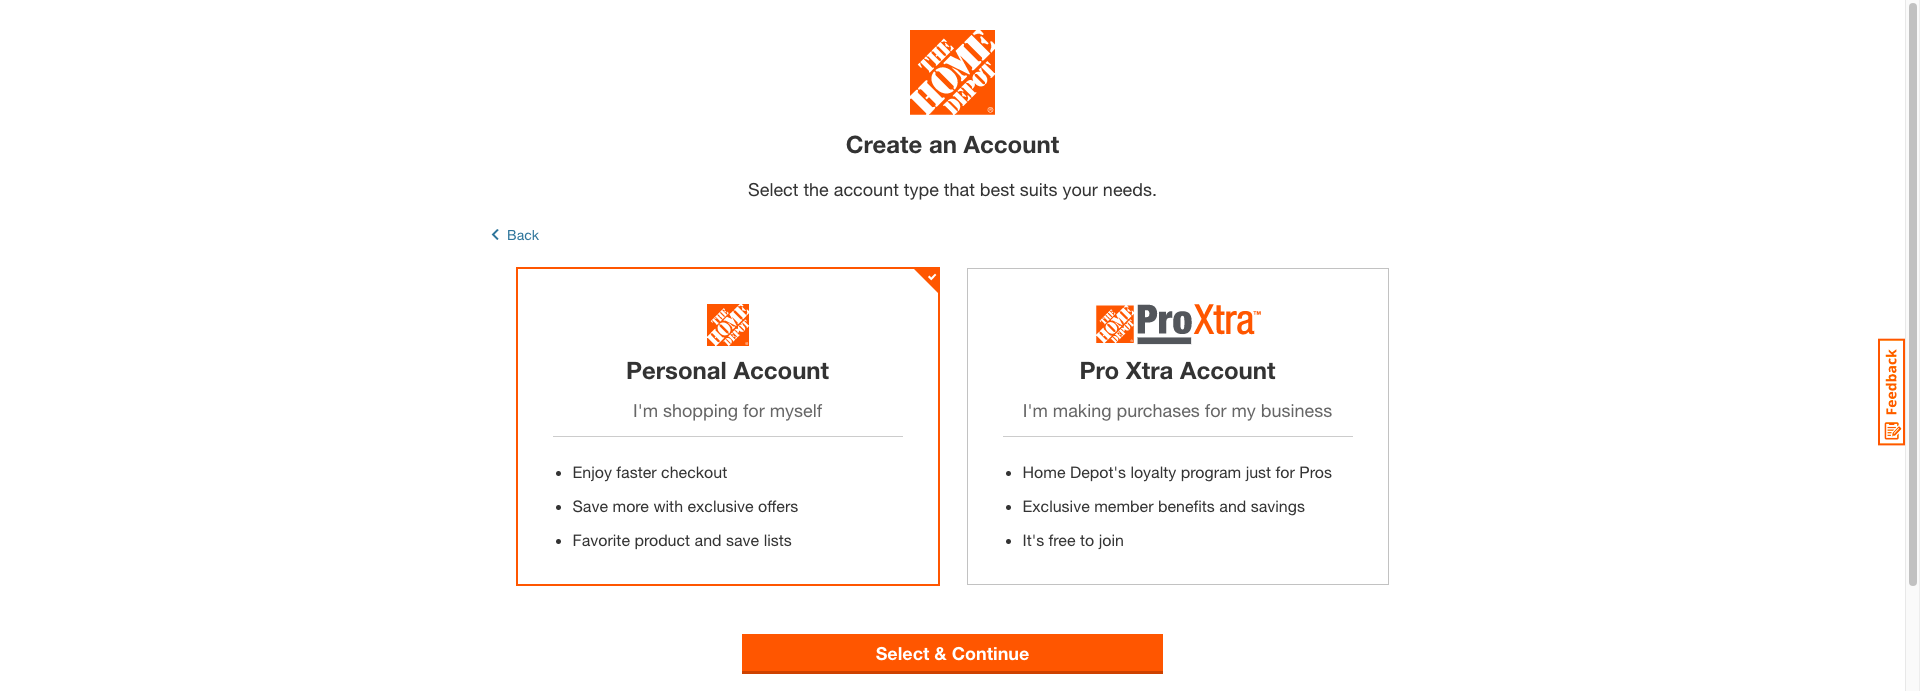 THE
HOME
DEPOT
Create an Account
Select the account type that best suits your needs.
Back
THE
HOME
DEPOT
Personal Account
I'm shopping for myself
Enjoy faster checkout
Save more with exclusive offers
Favorite product and save lists
THE
HOME
DEPOT
ProXtra™
Pro Xtra Account
I'm making purchases for my business
Home Depot's loyalty program just for Pros
Exclusive member benefits and savings
It's free to join
Feedback
Select & Continue